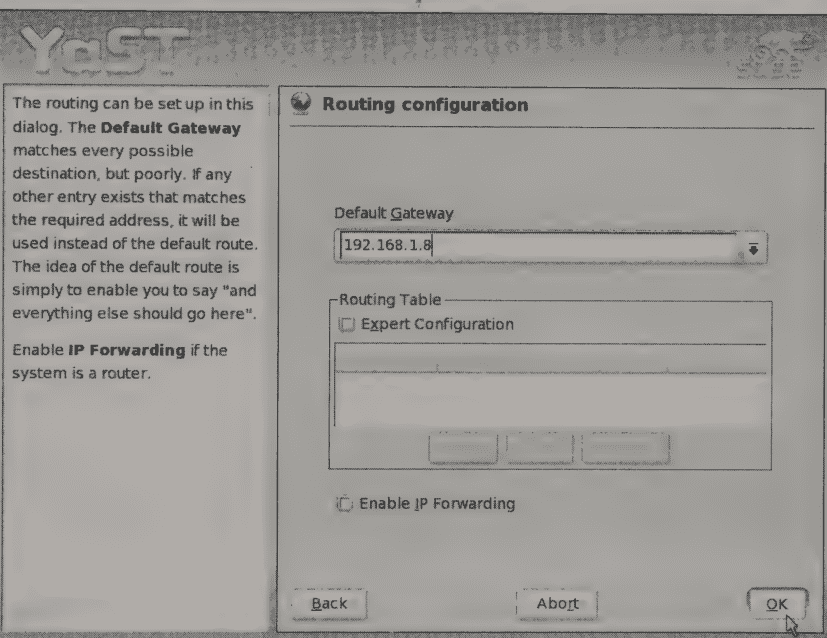 YaST
The routing can be set up in this
dialog. The Default Gateway
matches every possible
destination, but poorly. If any
other entry exists that matches
the required address, it will be
used instead of the default route.
The idea of the default route is
simply to enable you to say "and
everything else should go here".
Enable IP Forwarding if the
system is a router.
Routing configuration
Default Gateway
192.168.1.8
Routing Table
Expert Configuration
Enable IP Forwarding
Back
Abort
OK